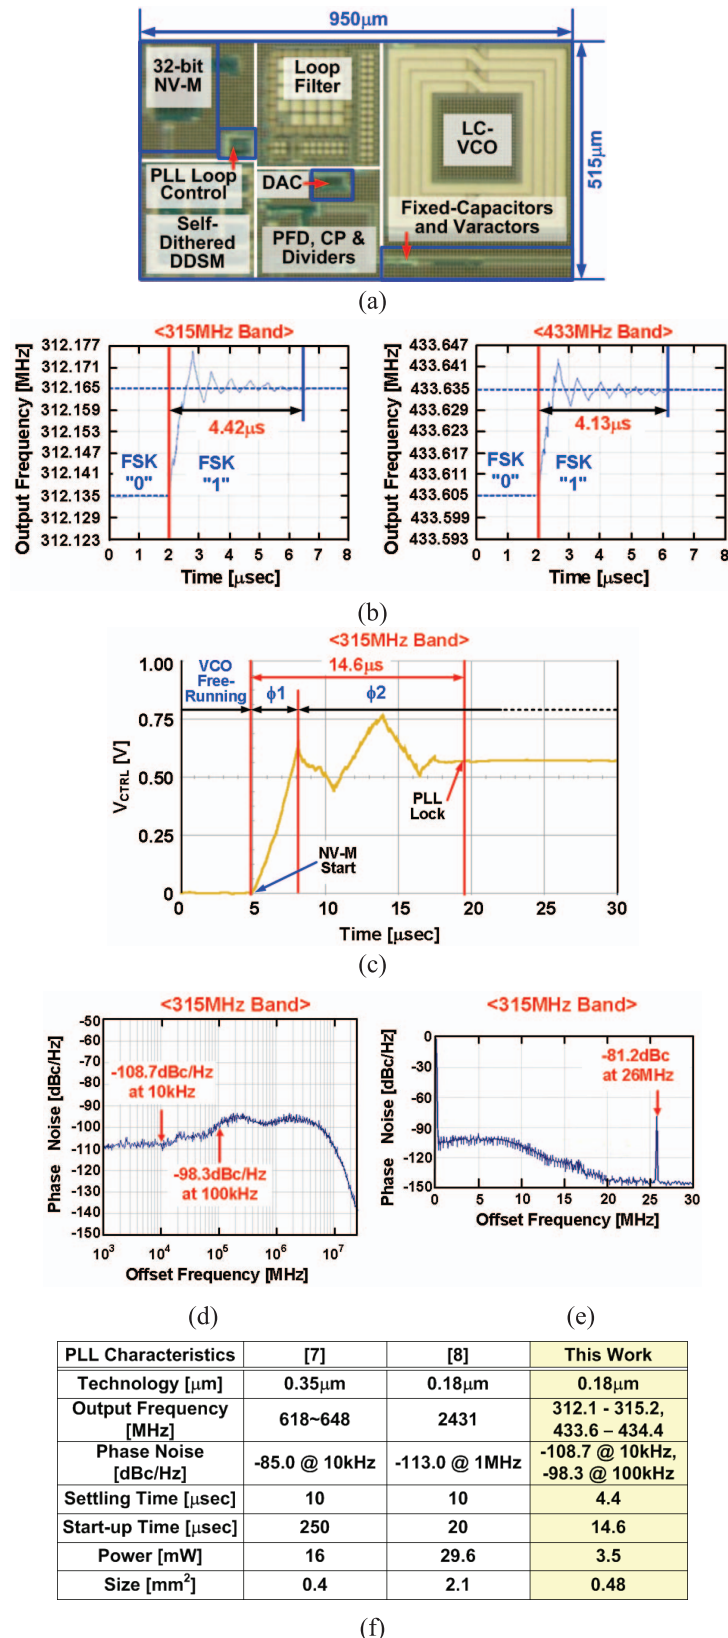 950μm
32-bit
NV-M
Loop
Filter
LC-
VCO
515μm
PLL Loop
Control
DAC
Fixed-Capacitors
and Varactors
Self-
Dithered
DDSM
PFD, CP &
Dividers
(a)
<315MHz Band>
Output Frequency [MHz]
312.177
312.171
312.165
312.159
312.153
312.147
312.141
312.135
312.129
312.123
4.42μs
FSK
"0"
FSK
"1"
0 1 2 3 4 5 6 7 8
Time [μsec]
<433MHz Band>
Output Frequency [MHz]
433.647
433.641
433.635
433.629
433.623
433.617
433.611
433.605
433.599
433.593
4.13μs
FSK
"0"
FSK
"1"
0 1 2 3 4 5 6 7 8
Time [μsec]
(b)
<315MHz Band>
VCTRL [V]
1.00
0.75
0.50
0.25
0
VCO
Free-
Running
14.6μs
ϕ1
ϕ2
PLL
Lock
NV-M
Start
0 5 10 15 20 25 30
Time [μsec]
(c)
<315MHz Band>
Phase Noise [dBc/Hz]
-50
-60
-70
-80
-90
-100
-110
-120
-130
-140
-150
-108.7dBc/Hz
at 10kHz
-98.3dBc/Hz
at 100kHz
10³ 10⁴ 10⁵ 10⁶ 10⁷
Offset Frequency [MHz]
(d)
<315MHz Band>
Phase Noise [dBc/Hz]
0
-30
-60
-90
-120
-150
-81.2dBc
at 26MHz
0 5 10 15 20 25 30
Offset Frequency [MHz]
(e)
PLL Characteristics [7] [8] This Work
Technology [μm] 0.35μm 0.18μm 0.18μm
Output Frequency
[MHz] 618~648 2431 312.1 - 315.2,
433.6 – 434.4
Phase Noise
[dBc/Hz] -85.0 @ 10kHz -113.0 @ 1MHz -108.7 @ 10kHz,
-98.3 @ 100kHz
Settling Time [μsec] 10 10 4.4
Start-up Time [μsec] 250 20 14.6
Power [mW] 16 29.6 3.5
Size [mm²] 0.4 2.1 0.48
(f)